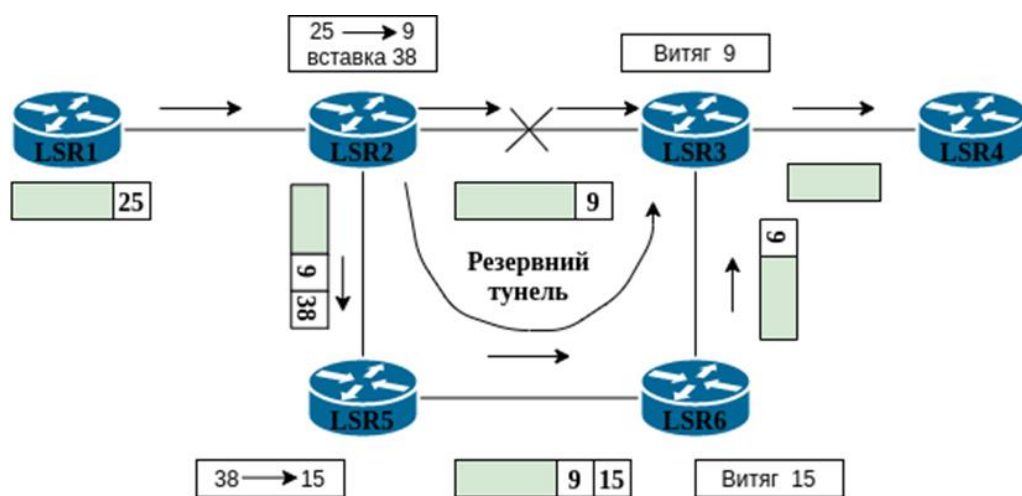 25 → 9
вставка 38
Витяг 9
LSR1
LSR2
LSR3
LSR4
25
9
9
38
9
Резервний
тунель
LSR5
LSR6
38 → 15
9 15
Витяг 15